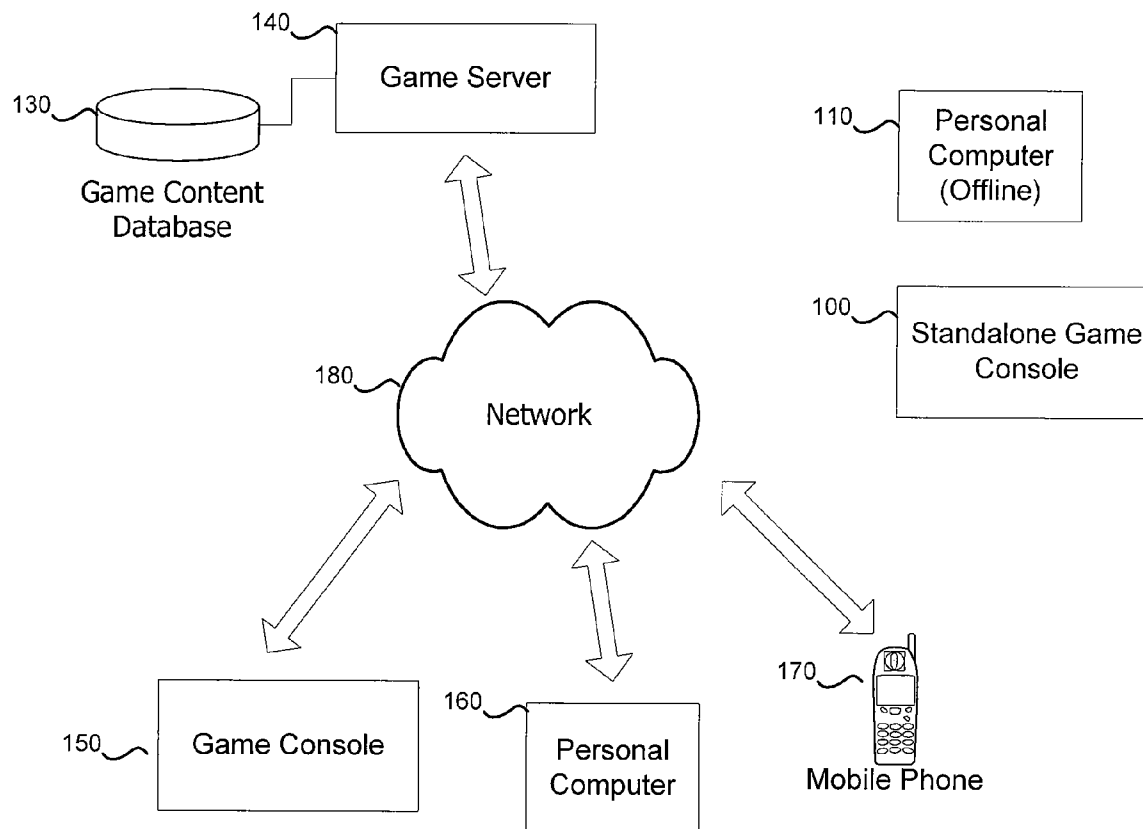 140
Game Server
130
Game Content
Database
110
Personal
Computer
(Offline)
100
Standalone Game
Console
180
Network
150
Game Console
160
Personal
Computer
170
Mobile Phone